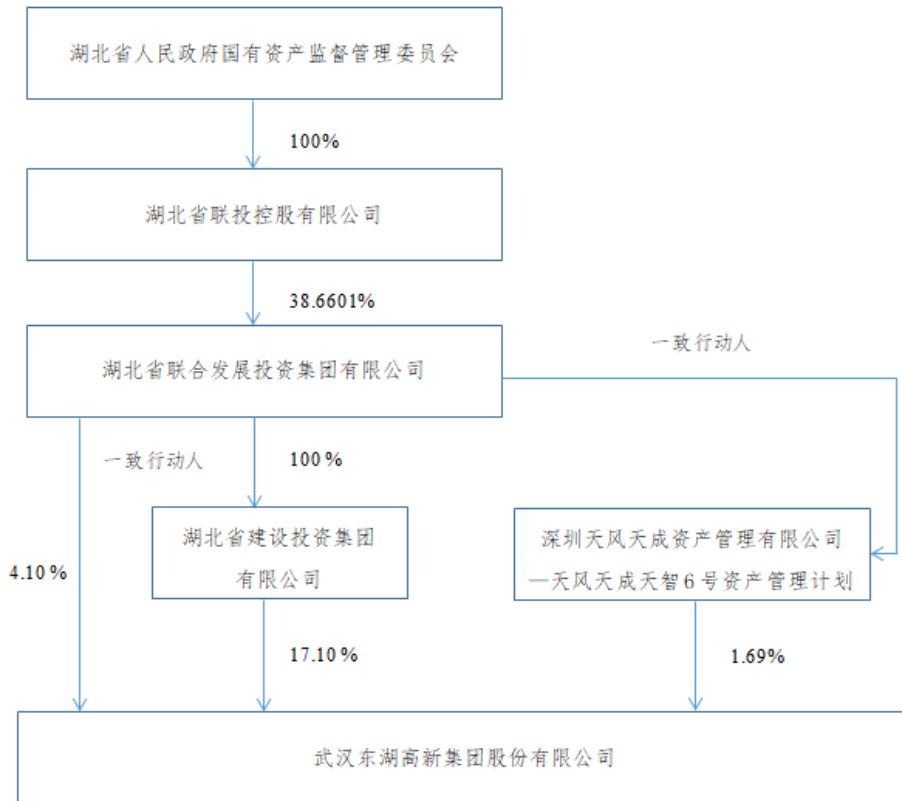 湖北省人民政府国有资产监督管理委员会
100%
湖北省联投控股有限公司
38.6601%
湖北省联合发展投资集团有限公司
一致行动人
一致行动人
100%
湖北省建设投资集团
有限公司
深圳天风天成资产管理有限公司
—天风天成天智6号资产管理计划
4.10%
17.10%
1.69%
武汉东湖高新集团股份有限公司